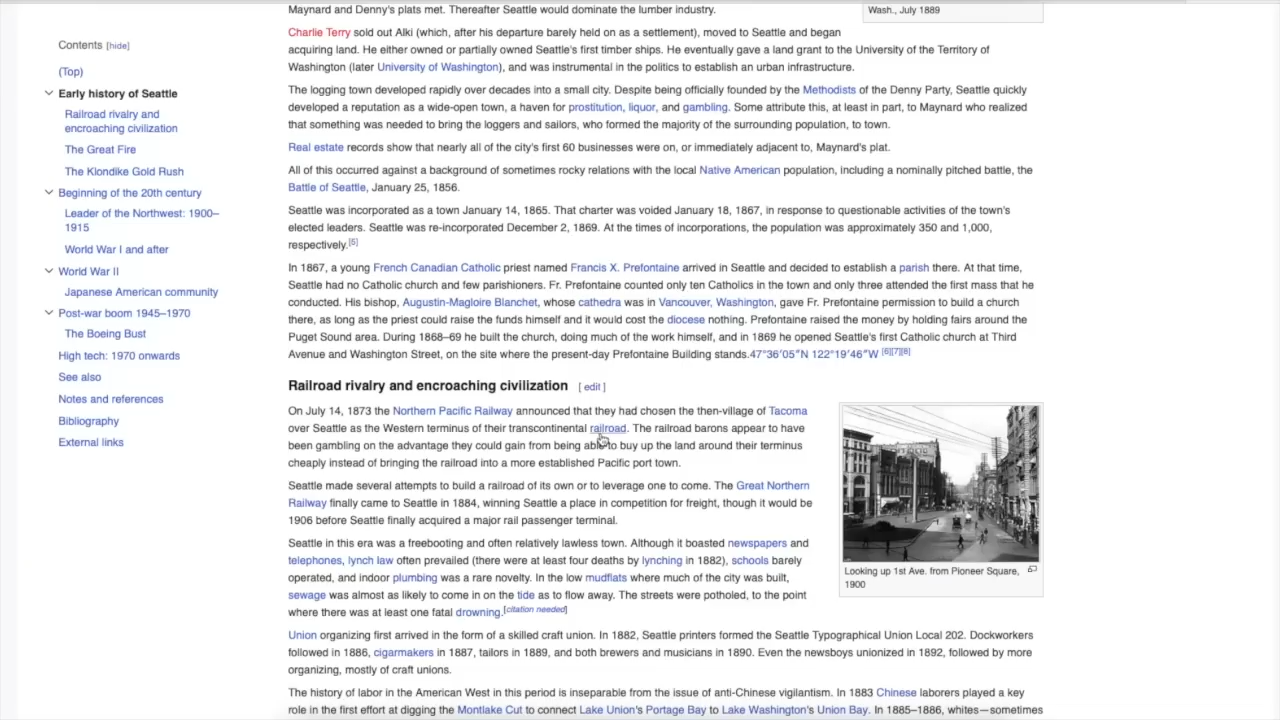 Maynard and Denny's plats met. Thereafter Seattle would dominate the lumber industry.
Wash., July 1889
Contents [hide]
(Top)
Early history of Seattle
Railroad rivalry and
encroaching civilization
The Great Fire
The Klondike Gold Rush
Beginning of the 20th century
Leader of the Northwest: 1900–
1915
World War I and after
World War II
Japanese American community
Post-war boom 1945–1970
The Boeing Bust
High tech: 1970 onwards
See also
Notes and references
Bibliography
External links
Charlie Terry sold out Alki (which, after his departure barely held on as a settlement), moved to Seattle and began
acquiring land. He either owned or partially owned Seattle's first timber ships. He eventually gave a land grant to the University of the Territory of
Washington (later University of Washington), and was instrumental in the politics to establish an urban infrastructure.
The logging town developed rapidly over decades into a small city. Despite being officially founded by the Methodists of the Denny Party, Seattle quickly
developed a reputation as a wide-open town, a haven for prostitution, liquor, and gambling. Some attribute this, at least in part, to Maynard who realized
that something was needed to bring the loggers and sailors, who formed the majority of the surrounding population, to town.
Real estate records show that nearly all of the city's first 60 businesses were on, or immediately adjacent to, Maynard's plat.
All of this occurred against a background of sometimes rocky relations with the local Native American population, including a nominally pitched battle, the
Battle of Seattle, January 25, 1856.
Seattle was incorporated as a town January 14, 1865. That charter was voided January 18, 1867, in response to questionable activities of the town's
elected leaders. Seattle was re-incorporated December 2, 1869. At the times of incorporations, the population was approximately 350 and 1,000,
respectively.[5]
In 1867, a young French Canadian Catholic priest named Francis X. Prefontaine arrived in Seattle and decided to establish a parish there. At that time,
Seattle had no Catholic church and few parishioners. Fr. Prefontaine counted only ten Catholics in the town and only three attended the first mass that he
conducted. His bishop, Augustin-Magloire Blanchet, whose cathedra was in Vancouver, Washington, gave Fr. Prefontaine permission to build a church
there, as long as the priest could raise the funds himself and it would cost the diocese nothing. Prefontaine raised the money by holding fairs around the
Puget Sound area. During 1868–69 he built the church, doing much of the work himself, and in 1869 he opened Seattle's first Catholic church at Third
Avenue and Washington Street, on the site where the present-day Prefontaine Building stands.47°36′05″N 122°19′46″W [6][7][8]
Railroad rivalry and encroaching civilization [ edit ]
On July 14, 1873 the Northern Pacific Railway announced that they had chosen the then-village of Tacoma
over Seattle as the Western terminus of their transcontinental railroad. The railroad barons appear to have
been gambling on the advantage they could gain from being able to buy up the land around their terminus
cheaply instead of bringing the railroad into a more established Pacific port town.
Seattle made several attempts to build a railroad of its own or to leverage one to come. The Great Northern
Railway finally came to Seattle in 1884, winning Seattle a place in competition for freight, though it would be
1906 before Seattle finally acquired a major rail passenger terminal.
Seattle in this era was a freebooting and often relatively lawless town. Although it boasted newspapers and
telephones, lynch law often prevailed (there were at least four deaths by lynching in 1882), schools barely
operated, and indoor plumbing was a rare novelty. In the low mudflats where much of the city was built,
sewage was almost as likely to come in on the tide as to flow away. The streets were potholed, to the point
where there was at least one fatal drowning.[citation needed]
Looking up 1st Ave. from Pioneer Square,
1900
Union organizing first arrived in the form of a skilled craft union. In 1882, Seattle printers formed the Seattle Typographical Union Local 202. Dockworkers
followed in 1886, cigarmakers in 1887, tailors in 1889, and both brewers and musicians in 1890. Even the newsboys unionized in 1892, followed by more
organizing, mostly of craft unions.
The history of labor in the American West in this period is inseparable from the issue of anti-Chinese vigilantism. In 1883 Chinese laborers played a key
role in the first effort at digging the Montlake Cut to connect Lake Union's Portage Bay to Lake Washington's Union Bay. In 1885–1886, whites—sometimes